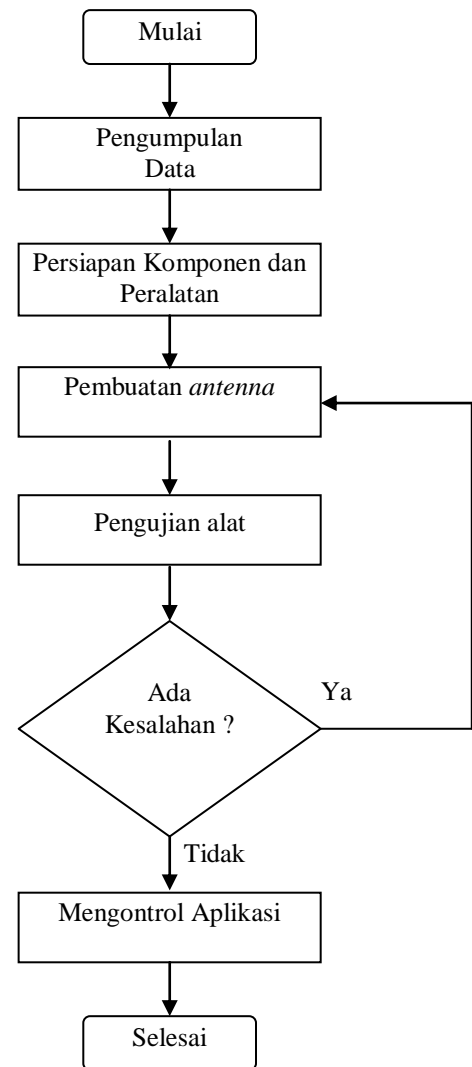 Mulai
Pengumpulan
Data
Persiapan Komponen dan
Peralatan
Pembuatan antenna
Pengujian alat
Ada
Kesalahan ?
Ya
Tidak
Mengontrol Aplikasi
Selesai